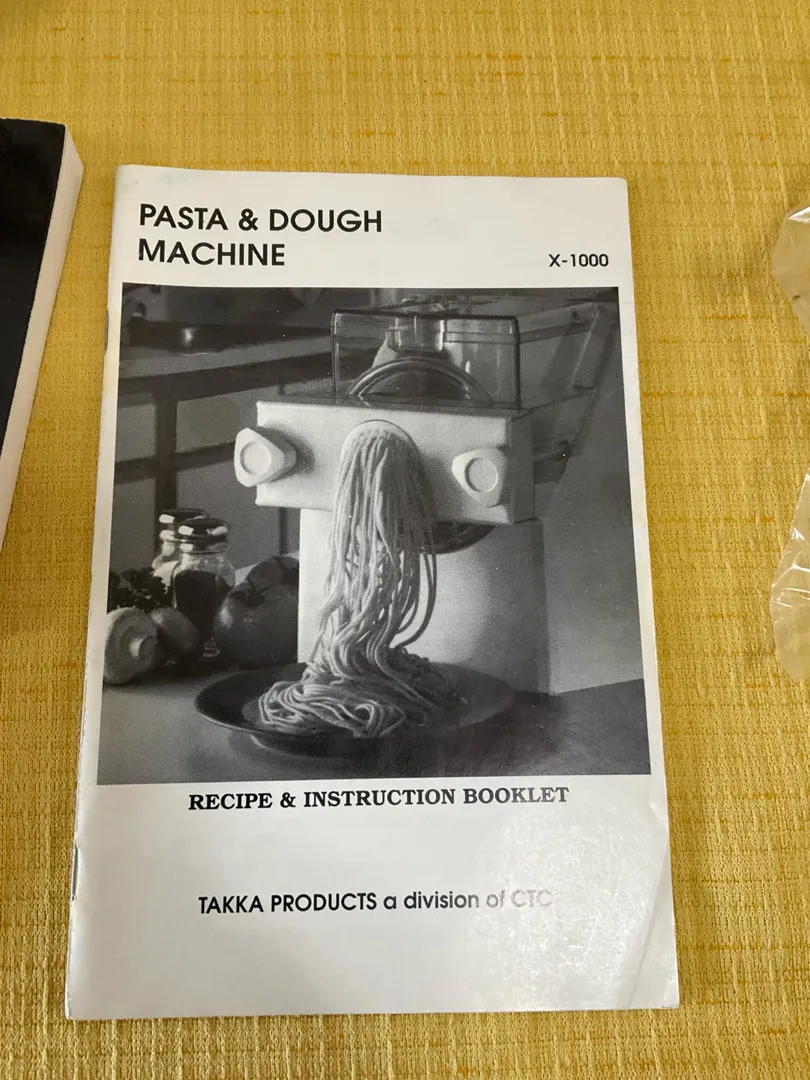 PASTA & DOUGH
MACHINE
X-1000
RECIPE & INSTRUCTION BOOKLET
TAKKA PRODUCTS a division of CTC